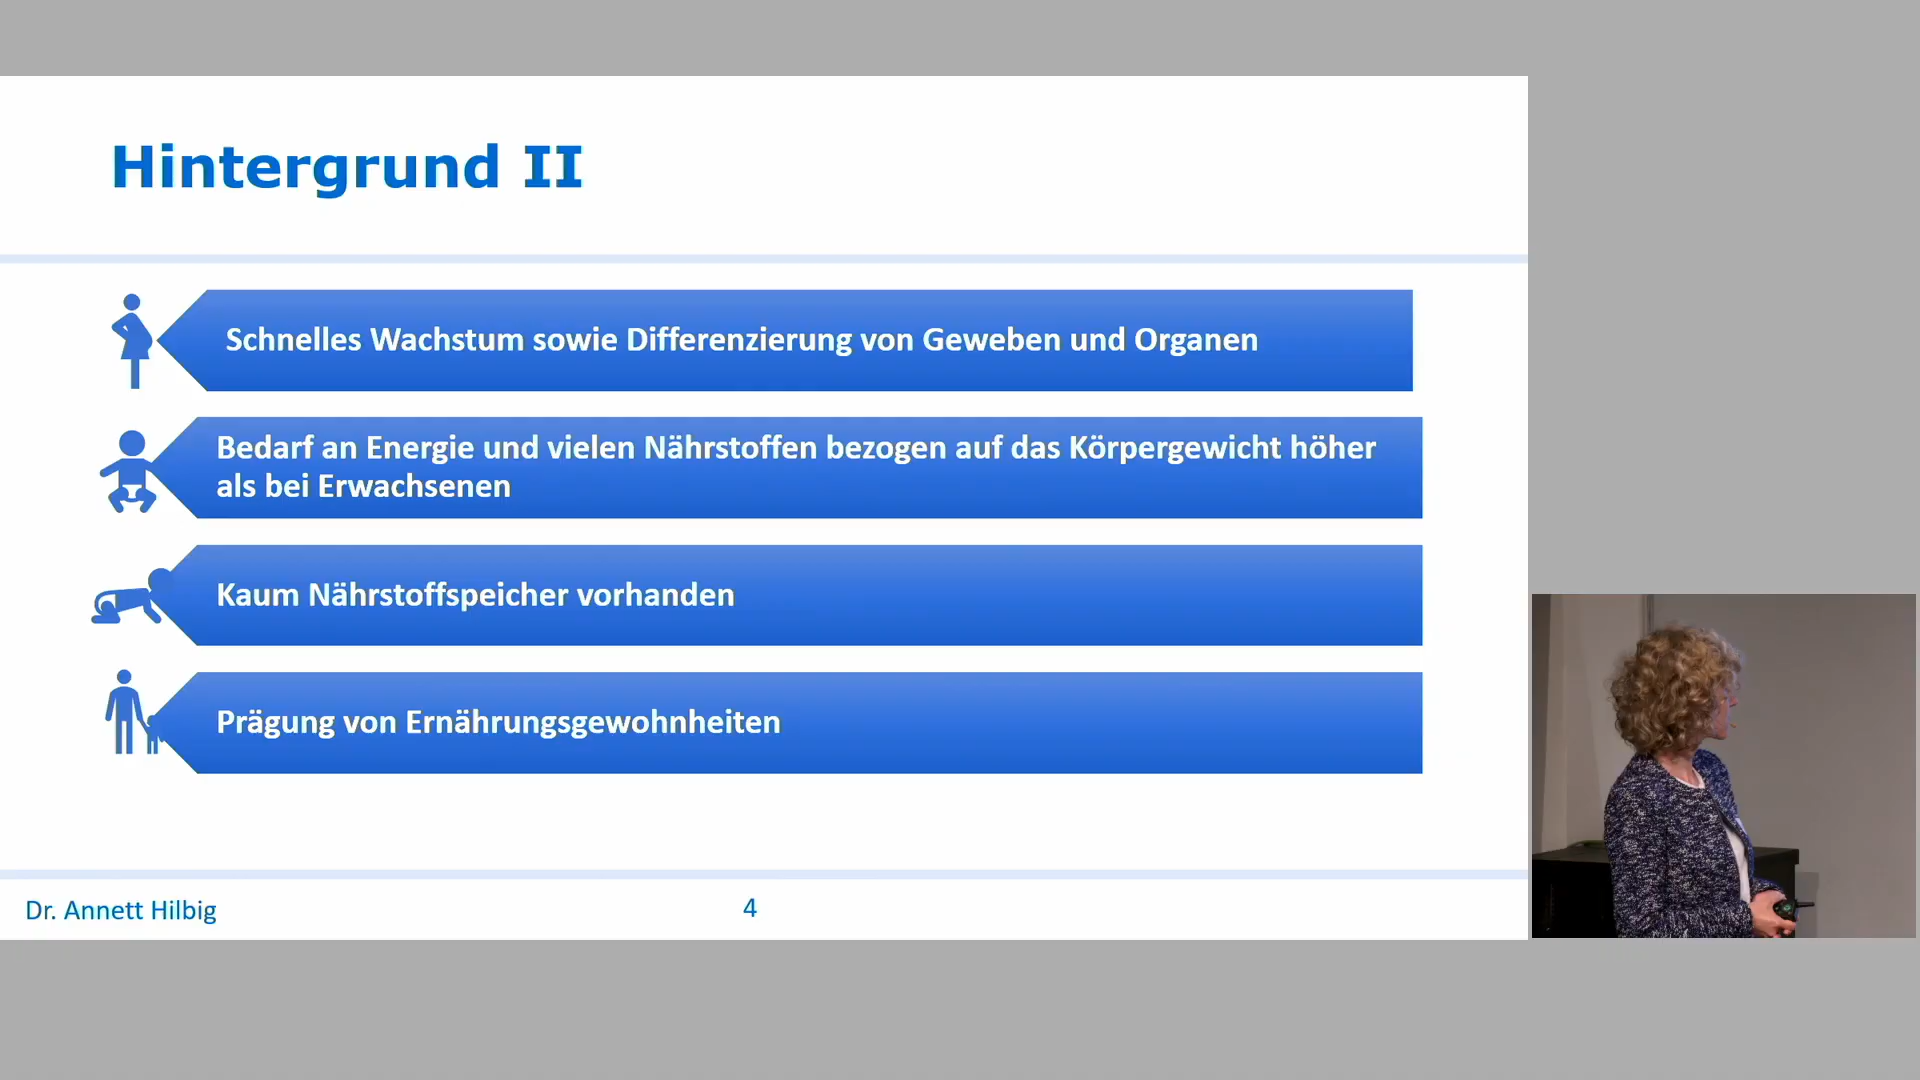 Hintergrund II
Schnelles Wachstum sowie Differenzierung von Geweben und Organen
Bedarf an Energie und vielen Nährstoffen bezogen auf das Körpergewicht höher
als bei Erwachsenen
Kaum Nährstoffspeicher vorhanden
Prägung von Ernährungsgewohnheiten
Dr. Annett Hilbig
4